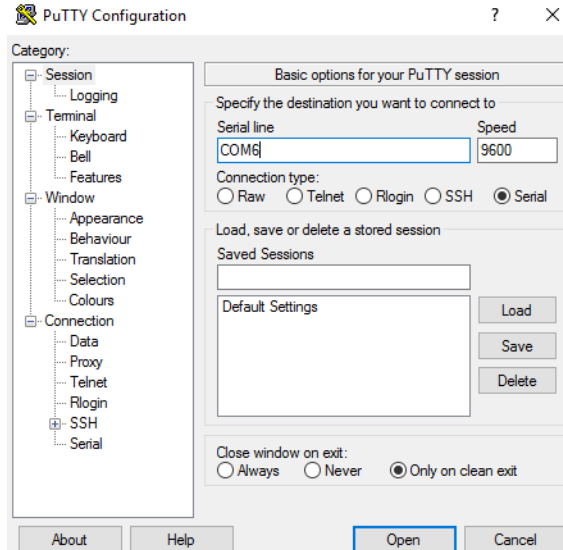 PuTTY Configuration
? X
Category:
Session
Logging
Terminal
Keyboard
Bell
Features
Window
Appearance
Behaviour
Translation
Selection
Colours
Connection
Data
Proxy
Telnet
Rlogin
SSH
Serial
Basic options for your PuTTY session
Specify the destination you want to connect to
Serial line Speed
COM6 9600
Connection type:
Raw Telnet Rlogin SSH Serial
Load, save or delete a stored session
Saved Sessions
Default Settings
Load
Save
Delete
Close window on exit:
Always Never Only on clean exit
About Help Open Cancel